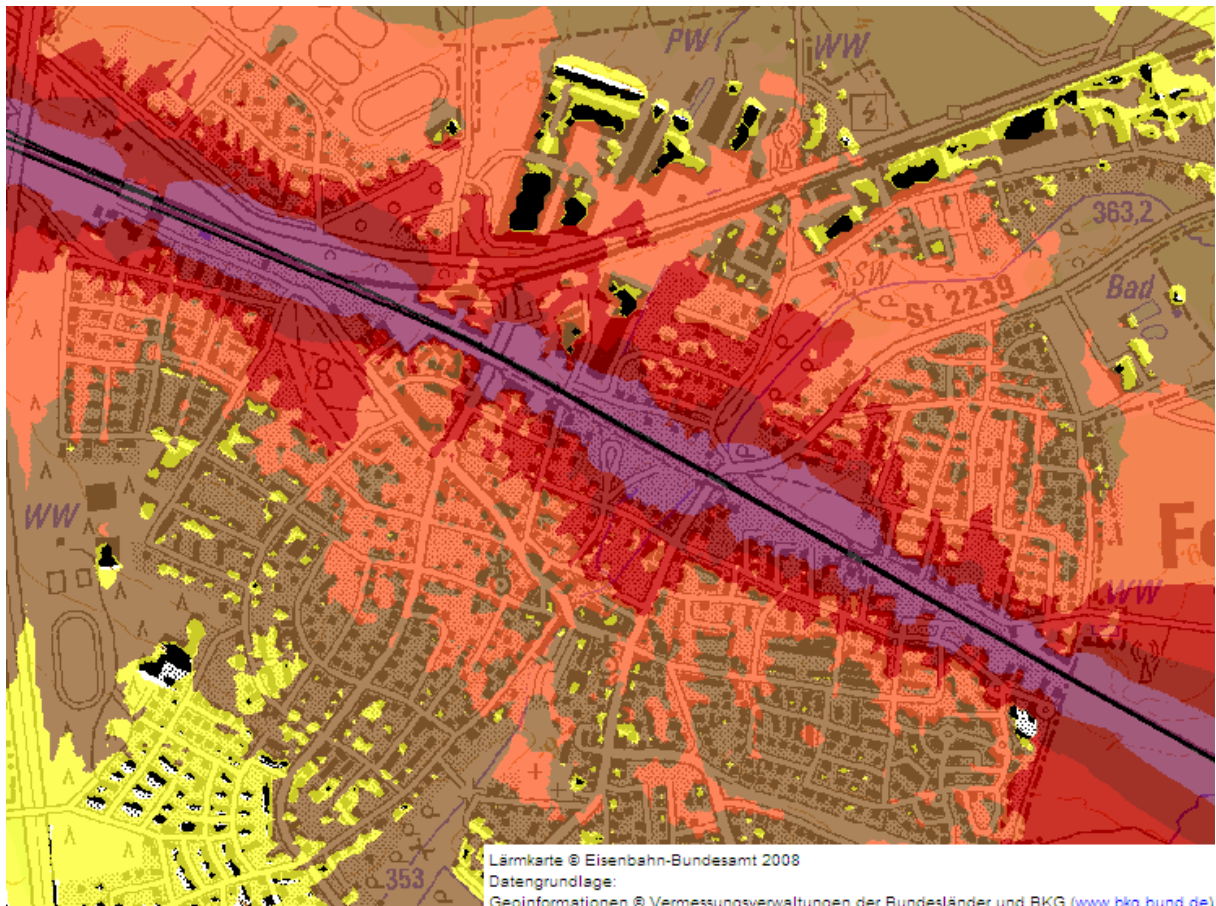 PW
WW
363,2
SW
St 2239
Bad
WW
Fe
WW
353
Lärmkarte © Eisenbahn-Bundesamt 2008
Datengrundlage:
Geoinformationen © Vermessungsverwaltungen der Bundesländer und BKG (www.bkg.bund.de)